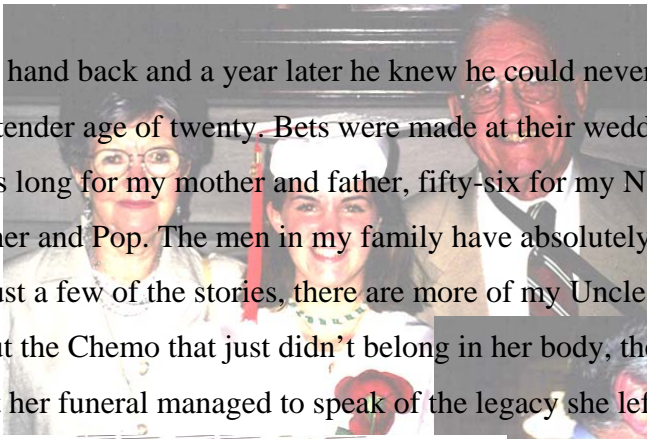 hand back and a year later he knew he could never
tender age of twenty. Bets were made at their wedd
s long for my mother and father, fifty-six for my N
her and Pop. The men in my family have absolutely
ust a few of the stories, there are more of my Uncle
ut the Chemo that just didn’t belong in her body, the
t her funeral managed to speak of the legacy she lef